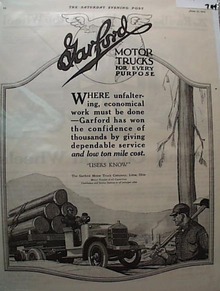 THE SATURDAY EVENING POST
Garford
MOTOR
TRUCKS
FOR EVERY
PURPOSE
WHERE unfalter-
ing, economical
work must be done
—Garford has won
the confidence of
thousands by giving
dependable service
and low ton mile cost.
"USERS KNOW"
The Garford Motor Truck Company, Lima, Ohio